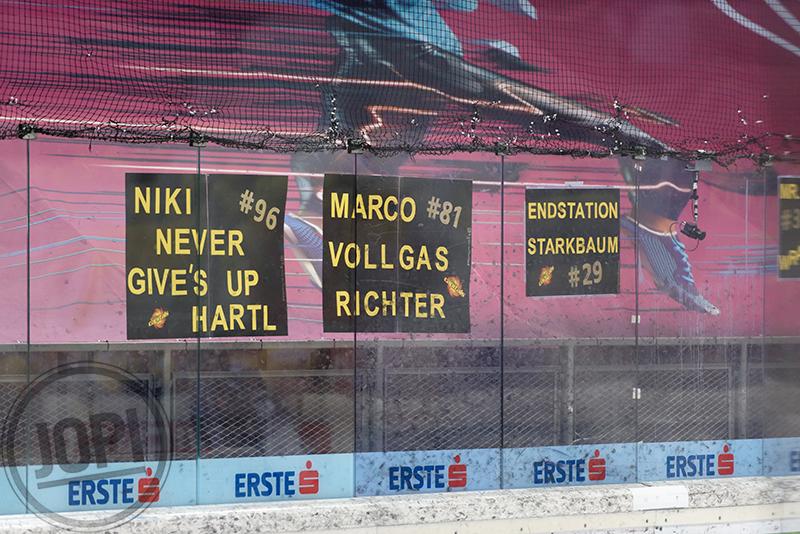 NIKI #96
NEVER
GIVE'S UP
HARTL
MARCO #81
VOLLGAS
RICHTER
ENDSTATION
STARKBAUM
#29
MR.
JOPI
ERSTE
ERSTE
ERSTE
ERSTE
ERSTE